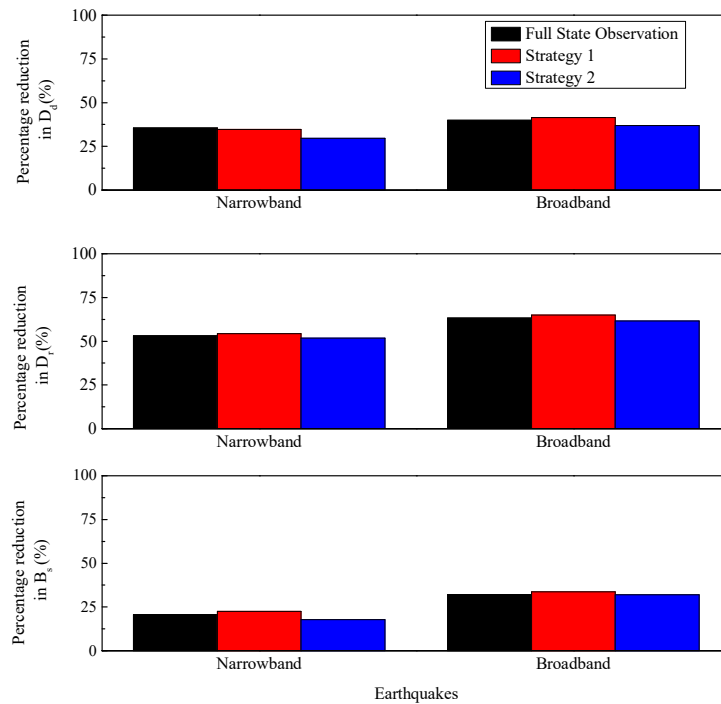 Percentage reduction
in D_d(%)
100
75
50
25
0
Full State Observation
Strategy 1
Strategy 2
Narrowband
Broadband
Percentage reduction
in D_r(%)
100
75
50
25
0
Narrowband
Broadband
Percentage reduction
in B_s (%)
100
75
50
25
0
Narrowband
Broadband
Earthquakes